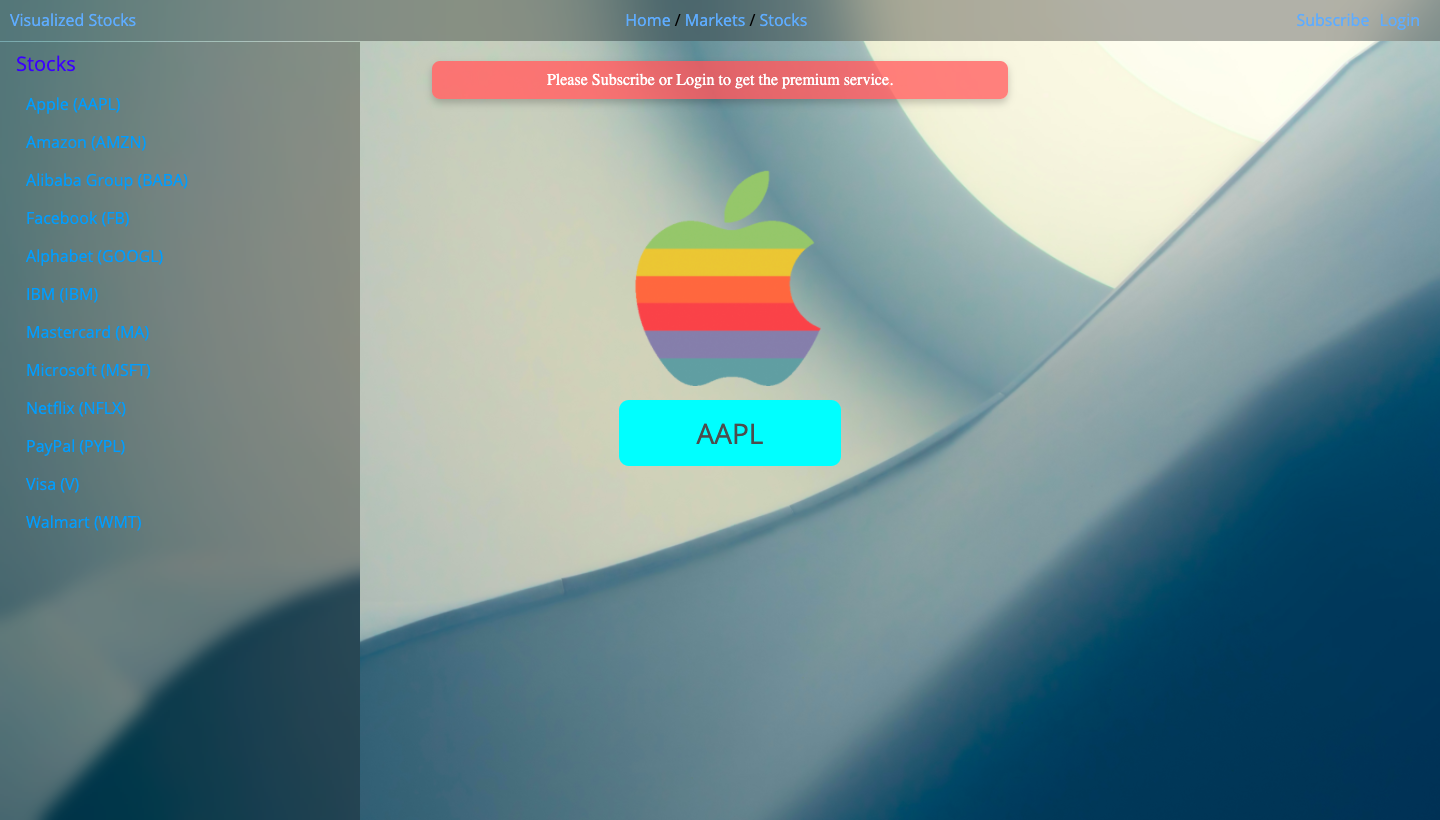 Visualized Stocks
Home / Markets / Stocks
Subscribe Login
Stocks
Apple (AAPL)
Amazon (AMZN)
Alibaba Group (BABA)
Facebook (FB)
Alphabet (GOOGL)
IBM (IBM)
Mastercard (MA)
Microsoft (MSFT)
Netflix (NFLX)
PayPal (PYPL)
Visa (V)
Walmart (WMT)
Please Subscribe or Login to get the premium service.
AAPL